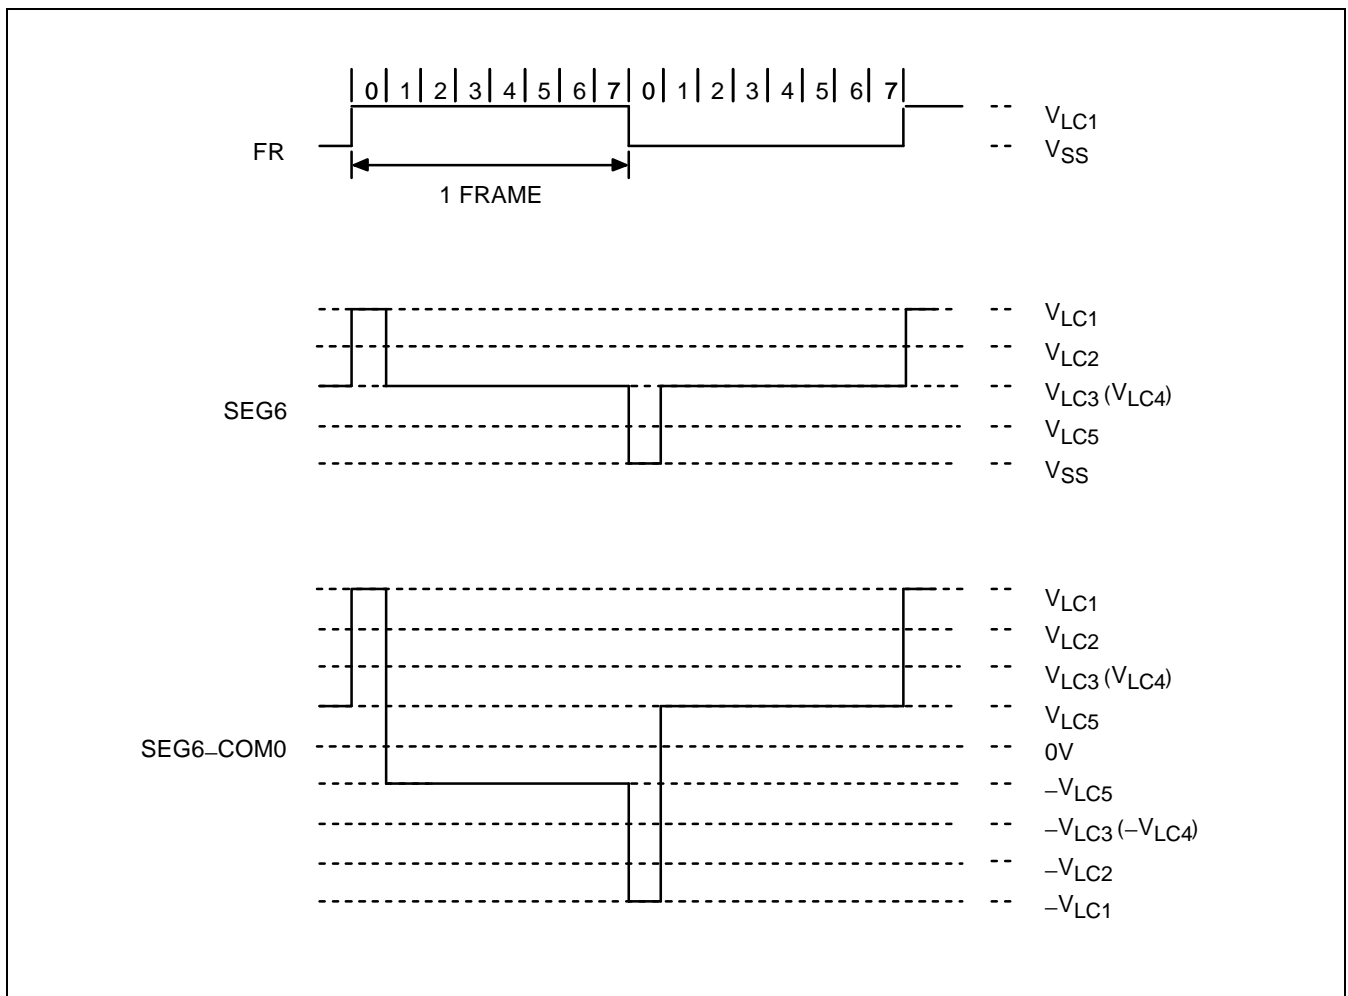 0 1 2 3 4 5 6 7 0 1 2 3 4 5 6 7
VLC1
FR
VSS
1 FRAME
VLC1
VLC2
VLC3 (VLC4)
SEG6
VLC5
VSS
VLC1
VLC2
VLC3 (VLC4)
VLC5
SEG6–COM0
0V
–VLC5
–VLC3 (–VLC4)
–VLC2
–VLC1